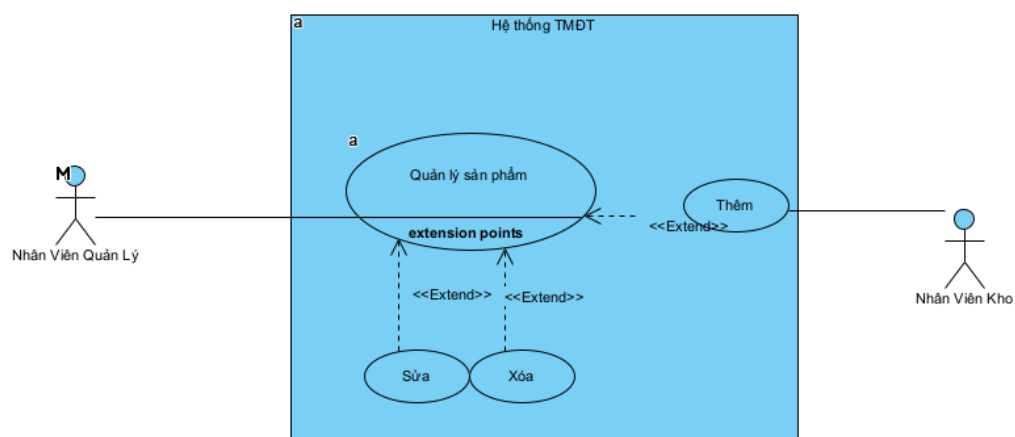 a
Hệ thống TMĐT
a
Quản lý sản phẩm
extension points
Thêm
<<Extend>>
M
Nhân Viên Quản Lý
Nhân Viên Kho
<<Extend>>
<<Extend>>
Sửa
Xóa